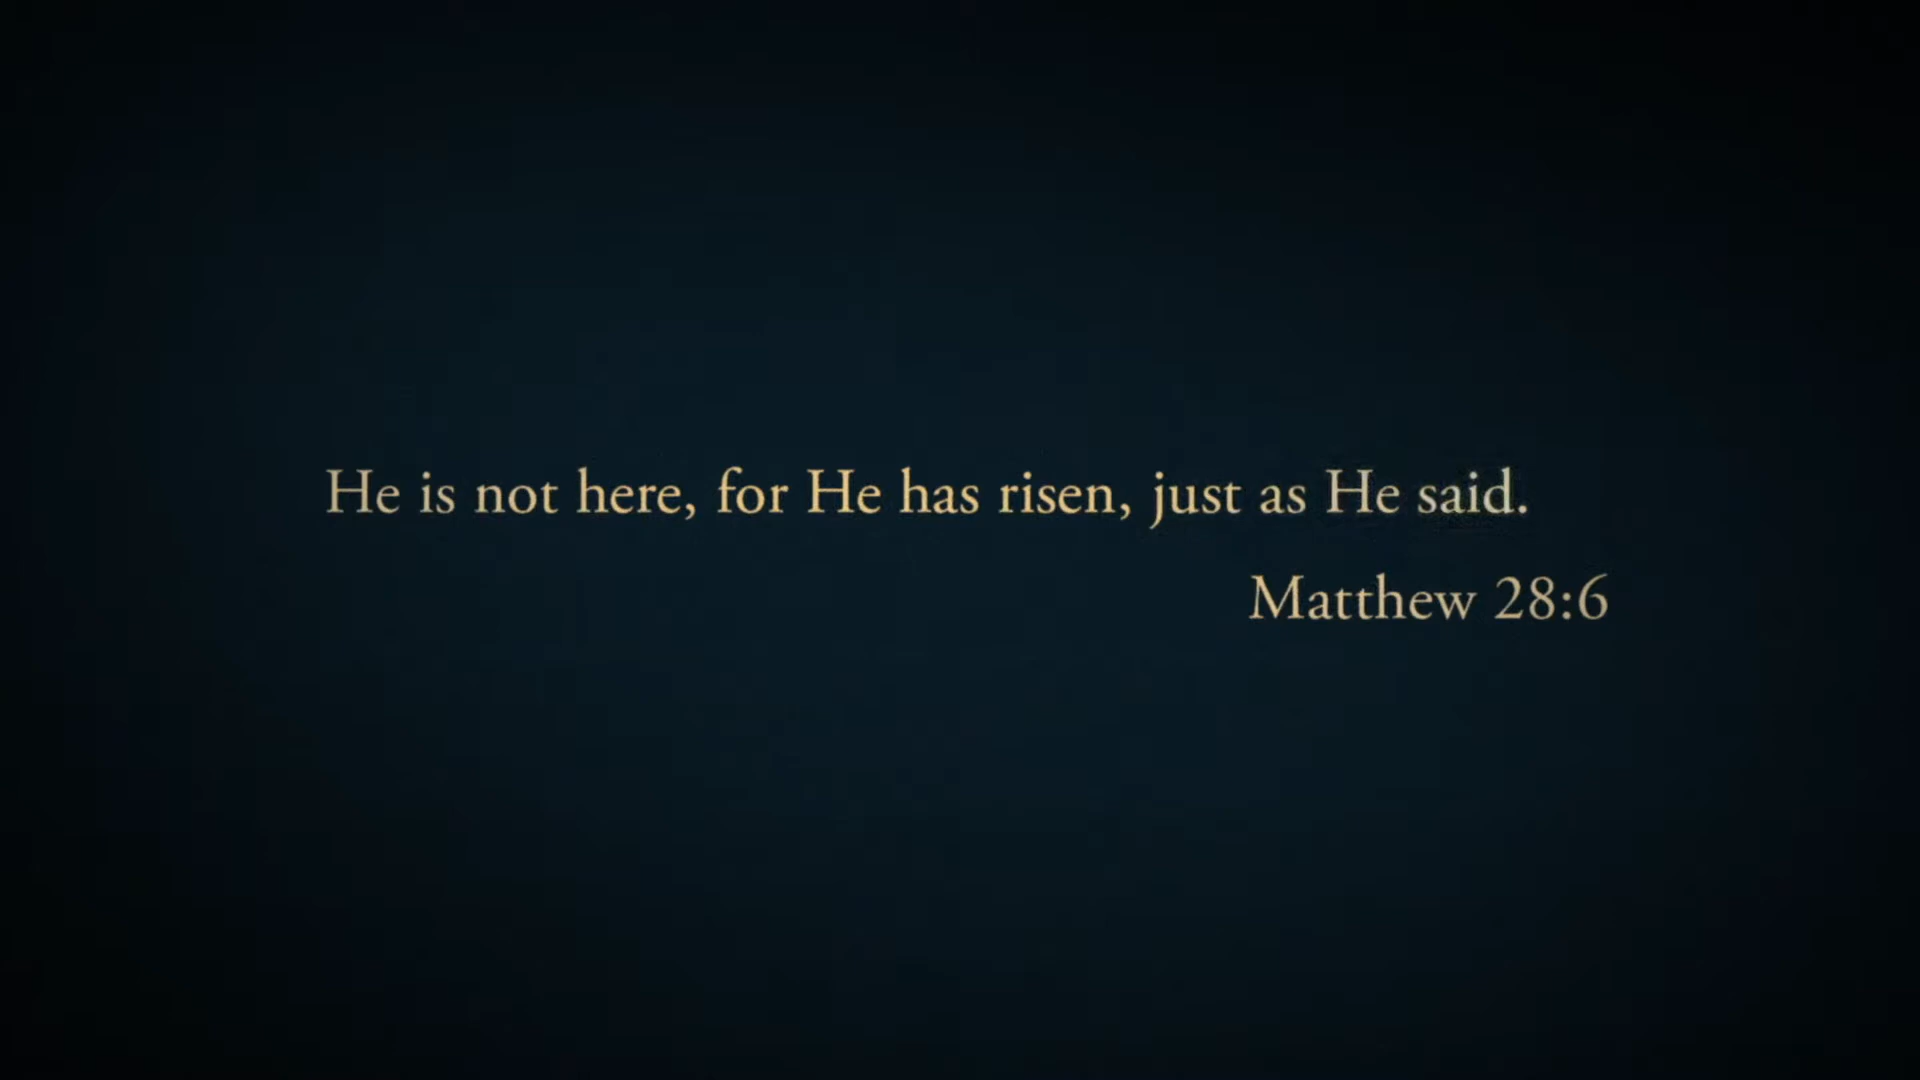 He is not here, for He has risen, just as He said.
Matthew 28:6